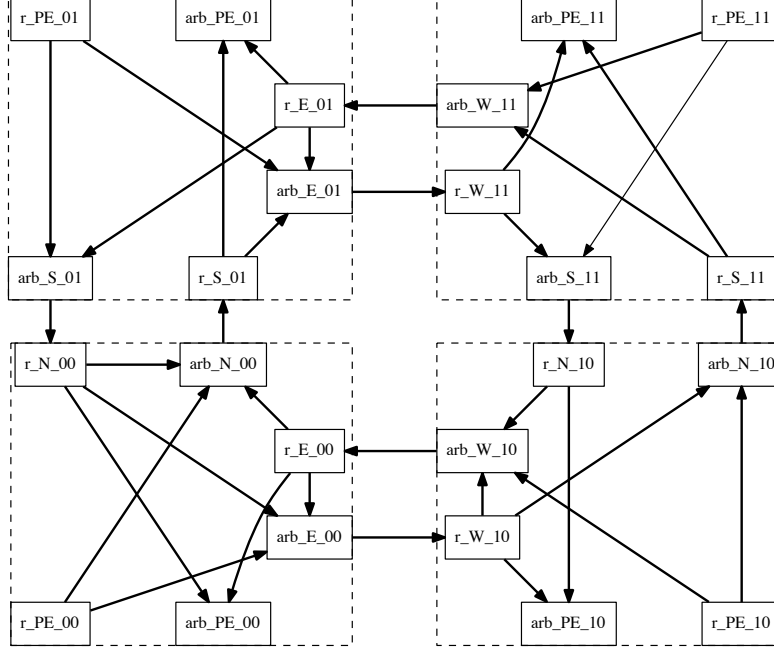 r_PE_01
arb_PE_01
arb_PE_11
r_PE_11
r_E_01
arb_W_11
arb_E_01
r_W_11
arb_S_01
r_S_01
arb_S_11
r_S_11
r_N_00
arb_N_00
r_N_10
arb_N_10
r_E_00
arb_W_10
arb_E_00
r_W_10
r_PE_00
arb_PE_00
arb_PE_10
r_PE_10